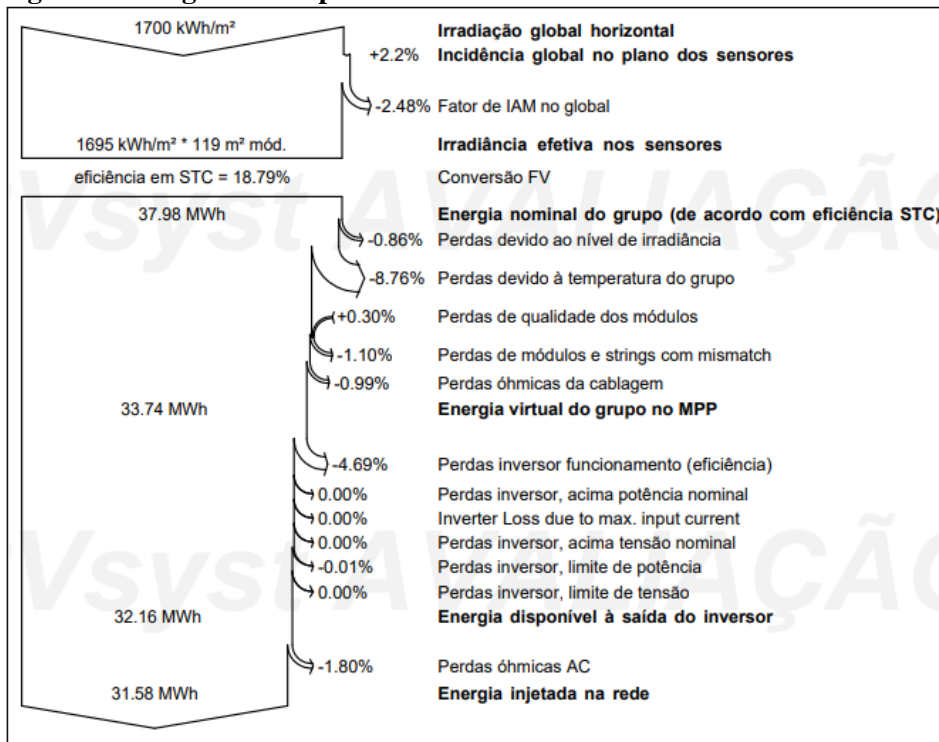 1700 kWh/m² Irradiação global horizontal
+2.2% Incidência global no plano dos sensores
-2.48% Fator de IAM no global
1695 kWh/m² * 119 m² mód. Irradiância efetiva nos sensores
eficiência em STC = 18.79% Conversão FV
37.98 MWh Energia nominal do grupo (de acordo com eficiência STC)
-0.86% Perdas devido ao nível de irradiância
-8.76% Perdas devido à temperatura do grupo
+0.30% Perdas de qualidade dos módulos
-1.10% Perdas de módulos e strings com mismatch
-0.99% Perdas óhmicas da cablagem
33.74 MWh Energia virtual do grupo no MPP
-4.69% Perdas inversor funcionamento (eficiência)
0.00% Perdas inversor, acima potência nominal
0.00% Inverter Loss due to max. input current
0.00% Perdas inversor, acima tensão nominal
-0.01% Perdas inversor, limite de potência
0.00% Perdas inversor, limite de tensão
32.16 MWh Energia disponível à saída do inversor
-1.80% Perdas óhmicas AC
31.58 MWh Energia injetada na rede
Vsyst AVALIAÇÃO
Vsyst AVALIAÇÃO